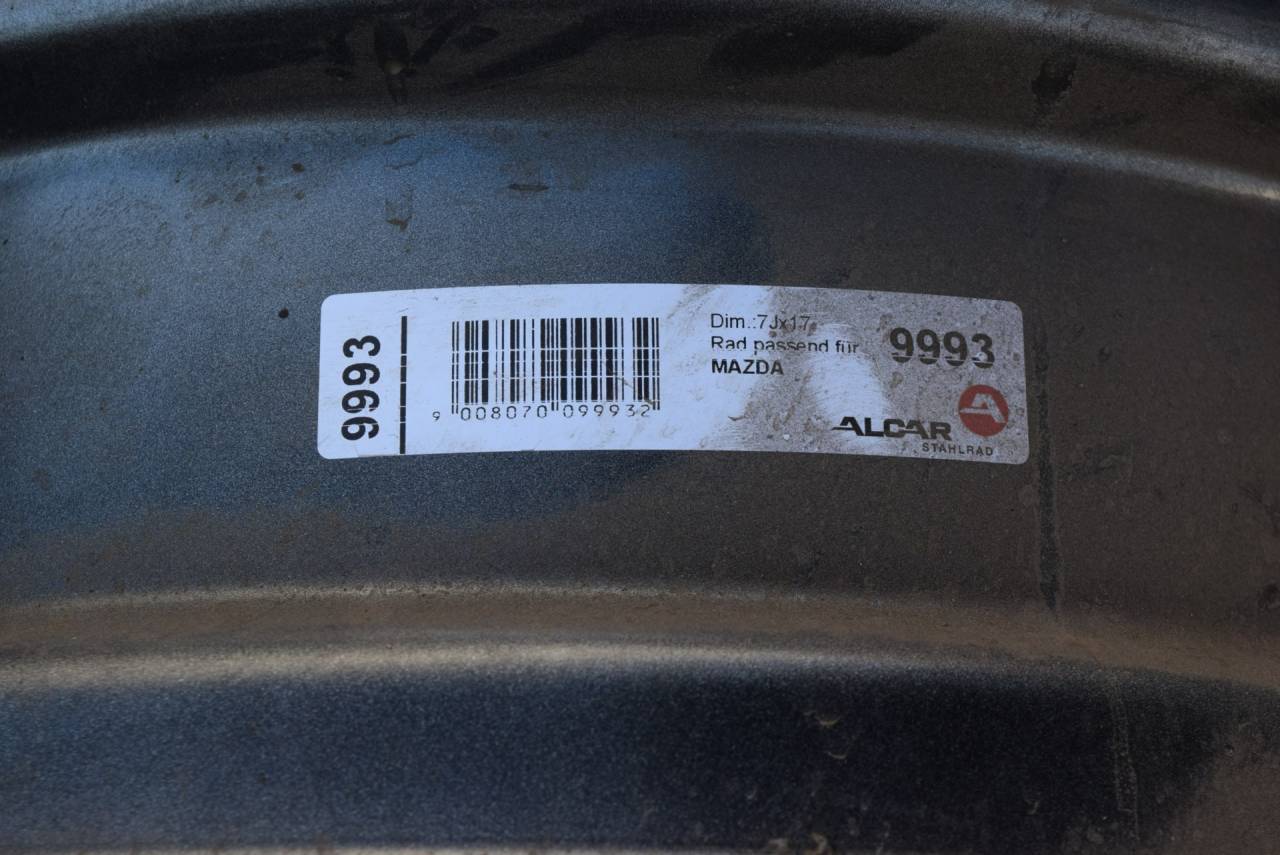 9993
9 008070 099932
Dim.:7Jx17
Rad passend für
MAZDA
9993
ALCAR
STAHLRAD